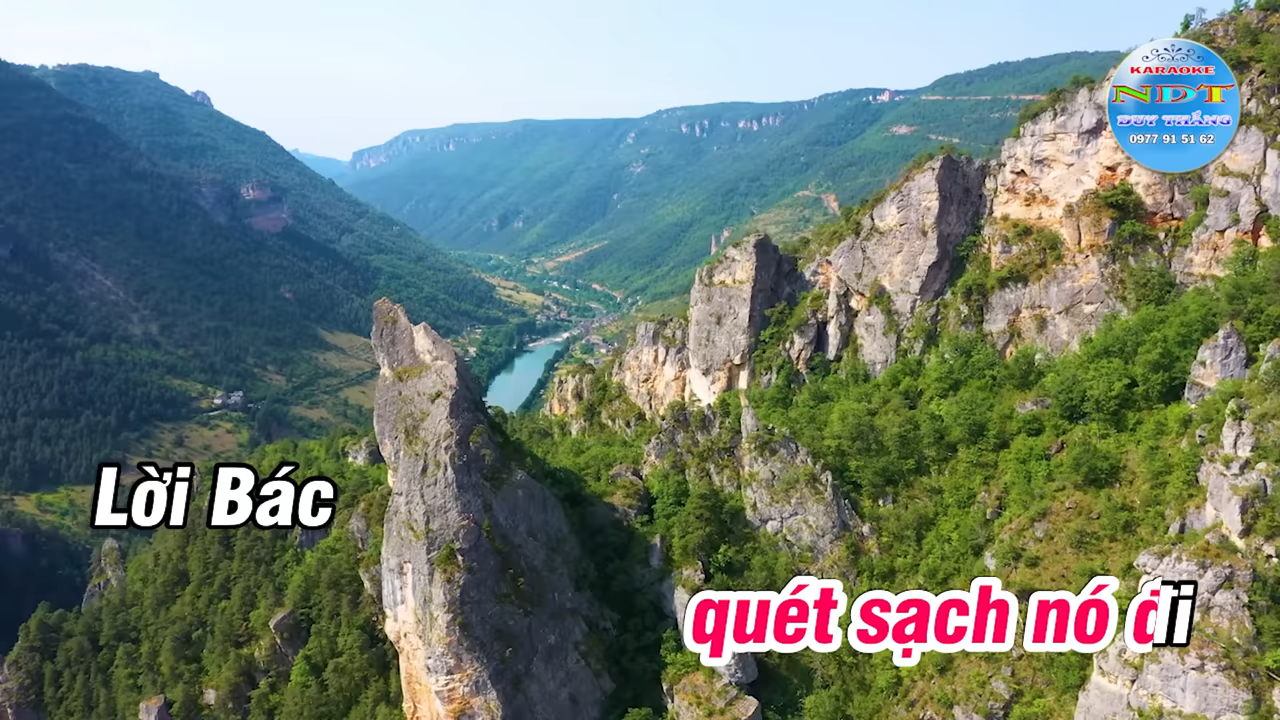 KARAOKE
NDT
DUY THẮNG
0977 91 51 62
Lời Bác
quét sạch nó đi